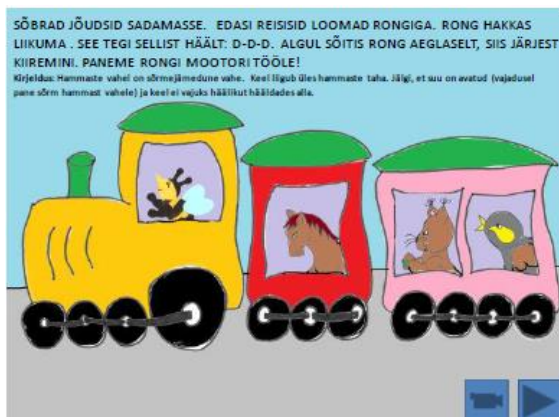 SÕBRAD JÕUDSID SADAMASSE. EDASI REISISID LOOMAD RONGIGA. RONG HAKKAS
LIIKUMA . SEE TEGI SELLIST HÄÄLT: D-D-D. ALGUL SÕITIS RONG AEGLASELT, SIIS JÄRJEST
KIIREMINI. PANEME RONGI MOOTORI TÖÖLE!
Kirjeldus: Hammaste vahel on sõrmejämedune vahe. Keel liigub üles hammaste taha. Jälgi, et suu on avatud (vajadusel
pane sõrm hammast vahele) ja keel ei vajuks häälikut hääldades alla.